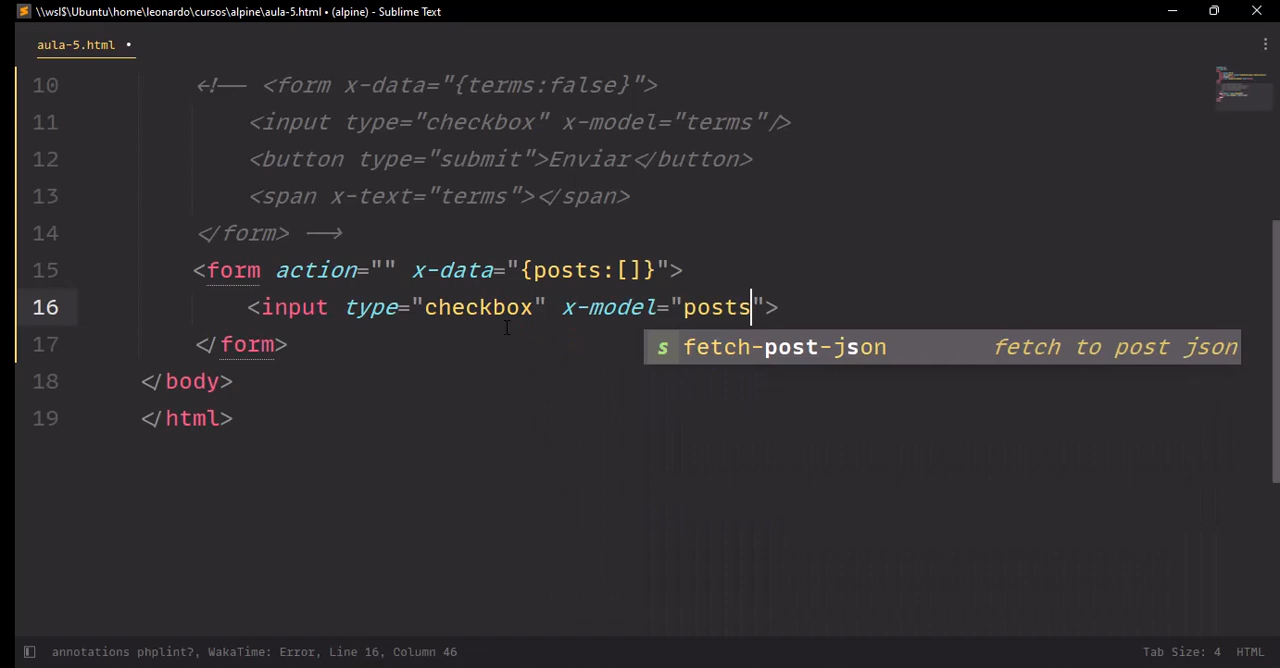 \\wsl$\Ubuntu\home\leonardo\cursos\alpine\aula-5.html • (alpine) - Sublime Text
aula-5.html •
10 <!-- <form x-data="{terms:false}">
11 <input type="checkbox" x-model="terms"/>
12 <button type="submit">Enviar</button>
13 <span x-text="terms"></span>
14 </form> -->
15 <form action="" x-data="{posts:[]}">
16 <input type="checkbox" x-model="posts">
s fetch-post-json fetch to post json
17 </form>
18 </body>
19 </html>
annotations phplint?, WakaTime: Error, Line 16, Column 46 Tab Size: 4 HTML